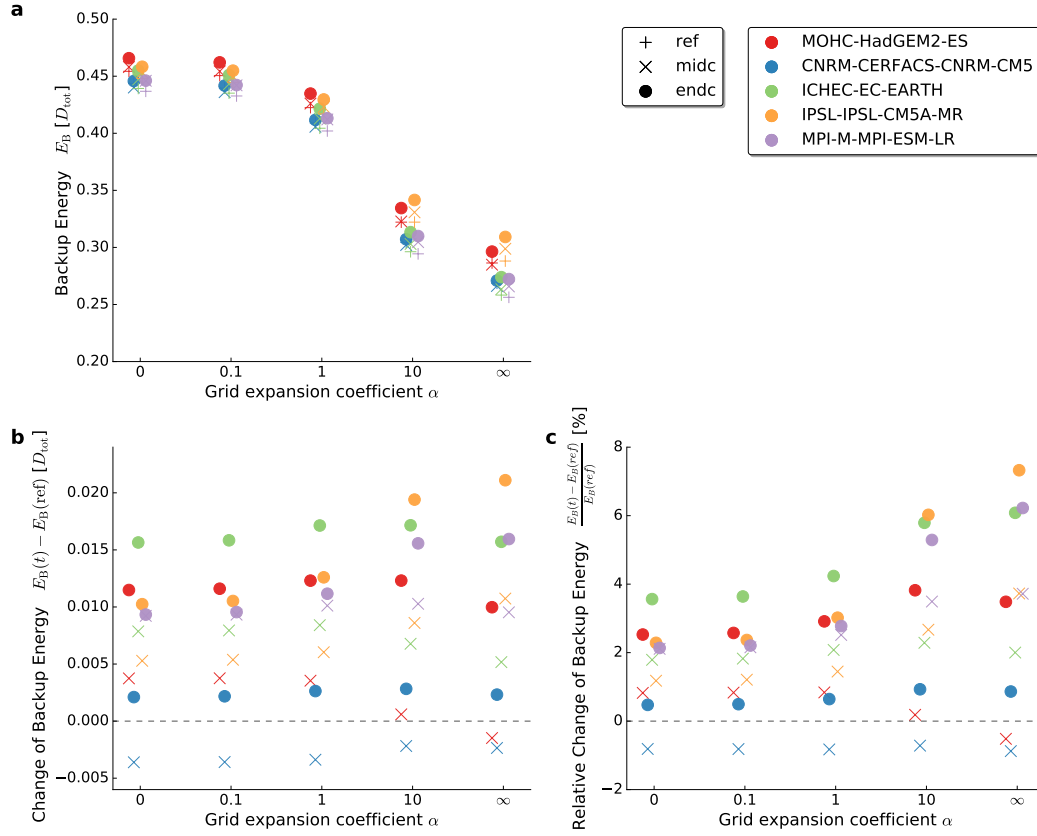 a
0.50
0.45
0.40
0.35
0.30
0.25
0.20
Backup Energy E_B [D_tot]
0 0.1 1 10 ∞
Grid expansion coefficient α
ref
midc
endc
MOHC-HadGEM2-ES
CNRM-CERFACS-CNRM-CM5
ICHEC-EC-EARTH
IPSL-IPSL-CM5A-MR
MPI-M-MPI-ESM-LR
b
0.020
0.015
0.010
0.005
0.000
−0.005
Change of Backup Energy E_B(t) − E_B(ref) [D_tot]
0 0.1 1 10 ∞
Grid expansion coefficient α
c
8
6
4
2
0
−2
Relative Change of Backup Energy \frac{E_B(t) − E_B(ref)}{E_B(ref)} [%]
0 0.1 1 10 ∞
Grid expansion coefficient α